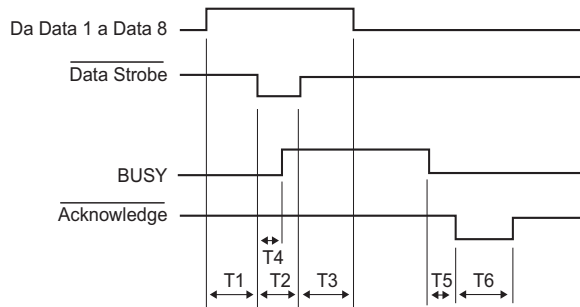 Da Data 1 a Data 8
Data Strobe
BUSY
Acknowledge
T4
T1 T2 T3 T5 T6